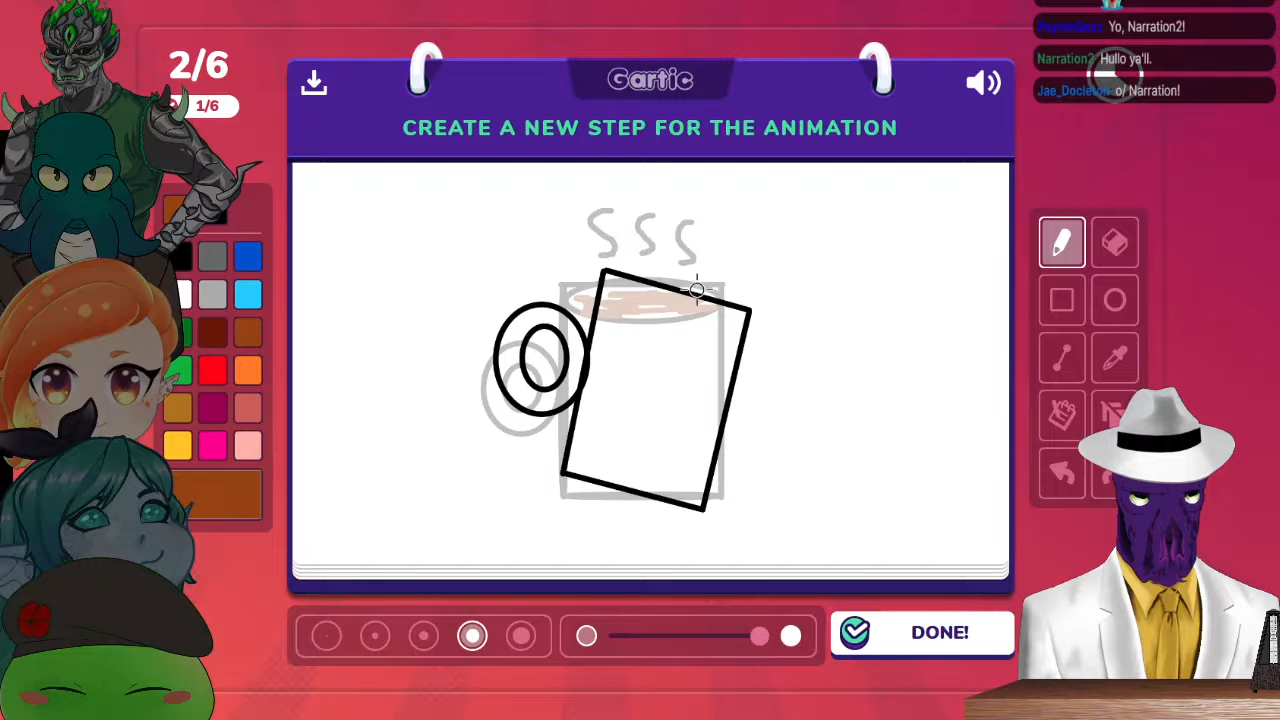 2/6
1/6
Gartic
CREATE A NEW STEP FOR THE ANIMATION
Yo, Narration2!
Narration2 Hullo ya'll.
o/ Narration!
SSS
DONE!